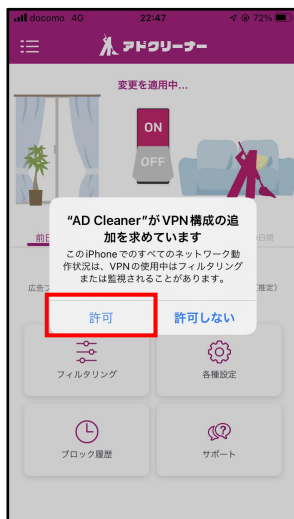 docomo 4G 22:47 72%
アドクリーナー
変更を適用中...
ON
OFF
"AD Cleaner"がVPN構成の追
加を求めています
このiPhoneでのすべてのネットワーク動
作状況は、VPNの使用中はフィルタリング
または監視されることがあります。
許可 許可しない
フィルタリング 各種設定
ブロック履歴 サポート